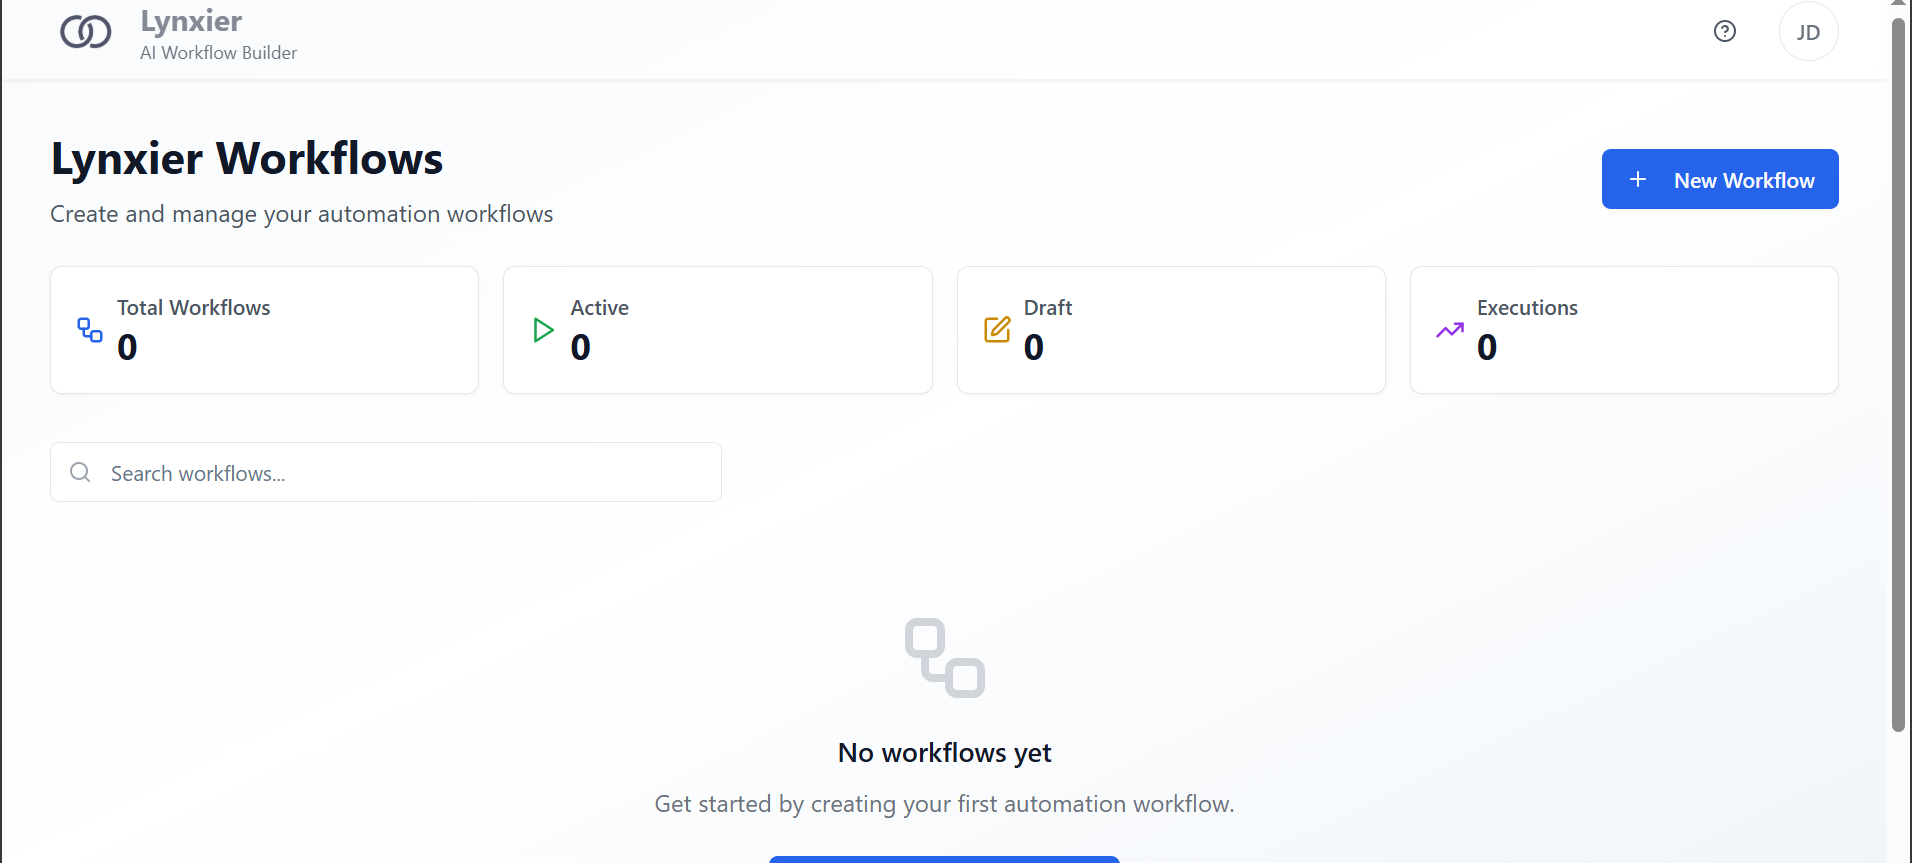 Lynxier
AI Workflow Builder
JD
Lynxier Workflows
Create and manage your automation workflows
New Workflow
Total Workflows
0
Active
0
Draft
0
Executions
0
Search workflows...
No workflows yet
Get started by creating your first automation workflow.